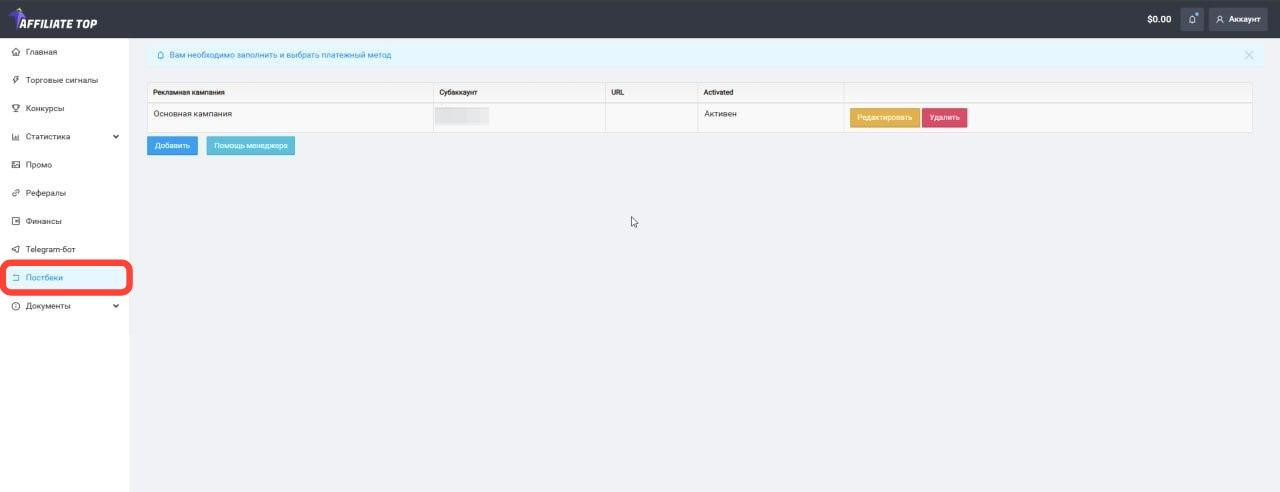 AFFILIATE TOP
$0.00
Аккаунт
Главная
Торговые сигналы
Конкурсы
Статистика
Промо
Рефералы
Финансы
Telegram-бот
Постбеки
Документы
Вам необходимо заполнить и выбрать платежный метод
Рекламная кампания Субаккаунт URL Activated
Основная кампания Активен Редактировать Удалить
Добавить Помощь менеджера